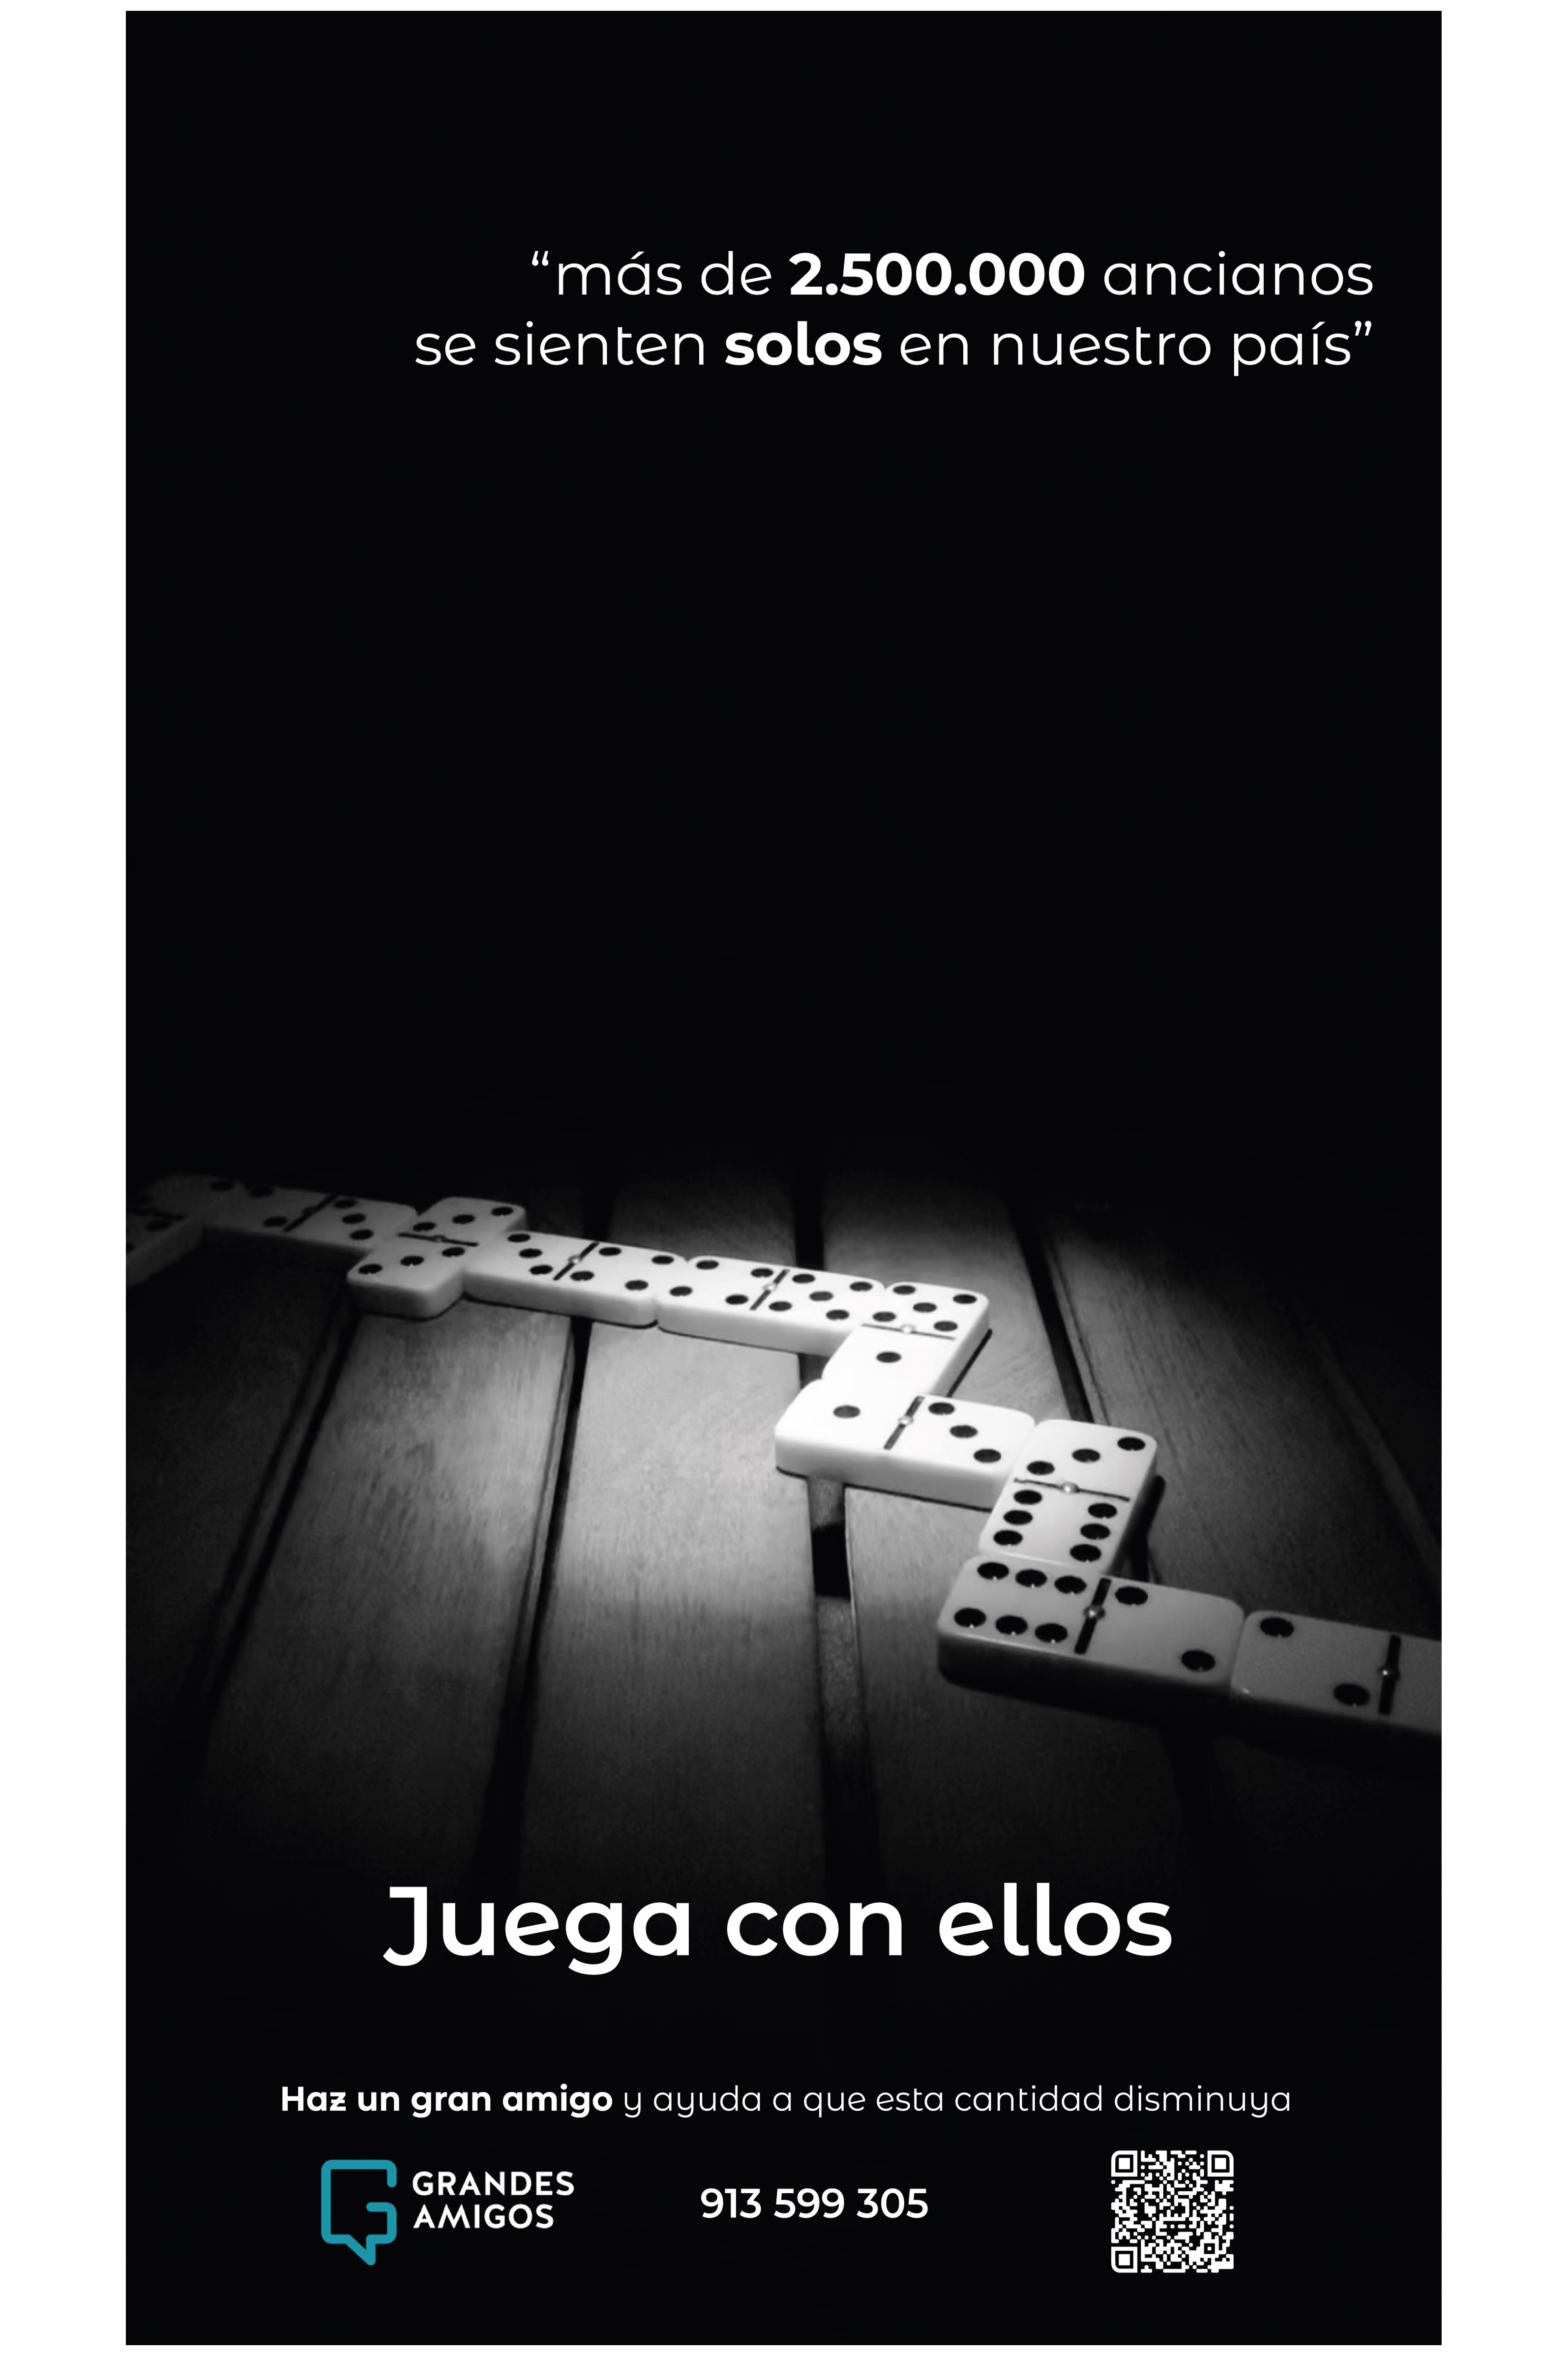 “más de 2.500.000 ancianos
se sienten solos en nuestro país”
Juega con ellos
Haz un gran amigo y ayuda a que esta cantidad disminuya
GRANDES
AMIGOS
913 599 305